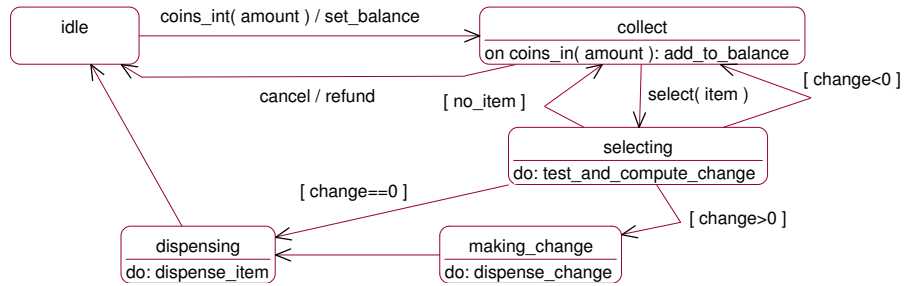 idle
coins_int( amount ) / set_balance
collect
on coins_in( amount ): add_to_balance
cancel / refund
[ no_item ]
select( item )
[ change<0 ]
selecting
do: test_and_compute_change
[ change==0 ]
[ change>0 ]
dispensing
do: dispense_item
making_change
do: dispense_change